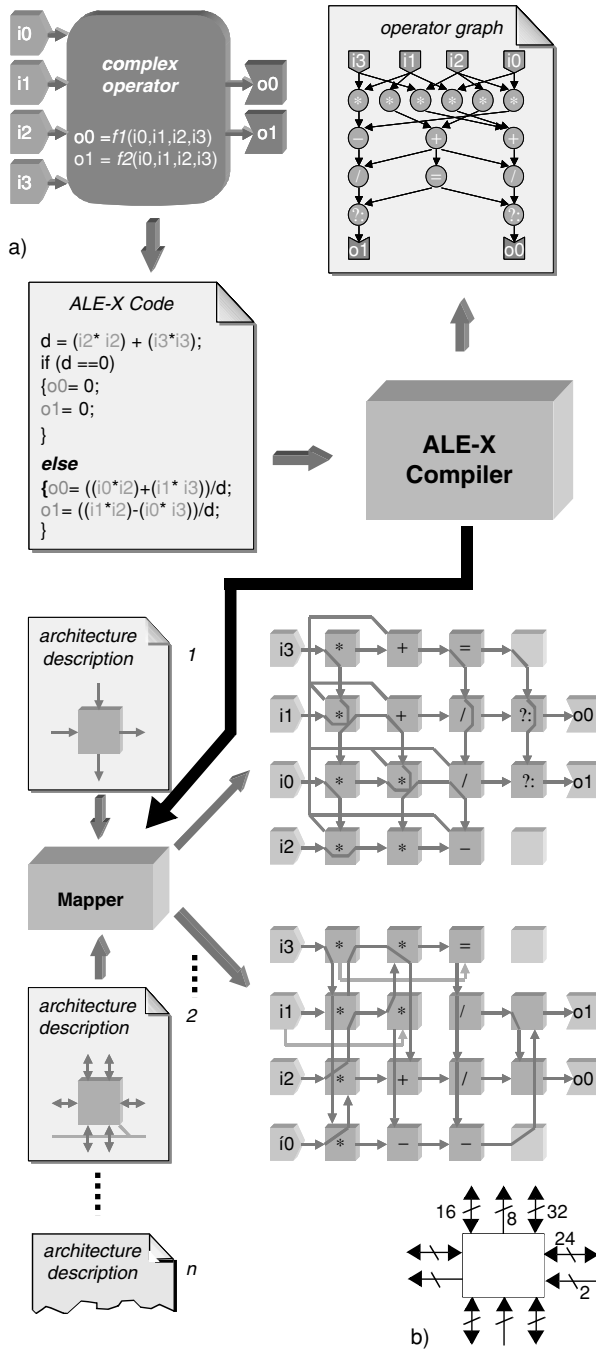 i0
i1
i2
i3
complex
operator
o0 =f1(i0,i1,i2,i3)
o1 = f2(i0,i1,i2,i3)
o0
o1
a)
operator graph
i3 i1 i2 i0
* * * * * *
- + +
/ = /
?: ?:
o1 o0
ALE-X Code
d = (i2* i2) + (i3*i3);
if (d ==0)
{o0= 0;
o1= 0;
}
else
{o0= ((i0*i2)+(i1* i3))/d;
o1= ((i1*i2)-(i0* i3))/d;
}
ALE-X
Compiler
architecture
description
1
Mapper
2
architecture
description
architecture
description
n
i3 * + =
i1 * + / ?: o0
i0 * * / ?: o1
i2 * * -
i3 * * =
i1 * * / o1
i2 * + / o0
i0 * - -
16 8 32
24
2
b)